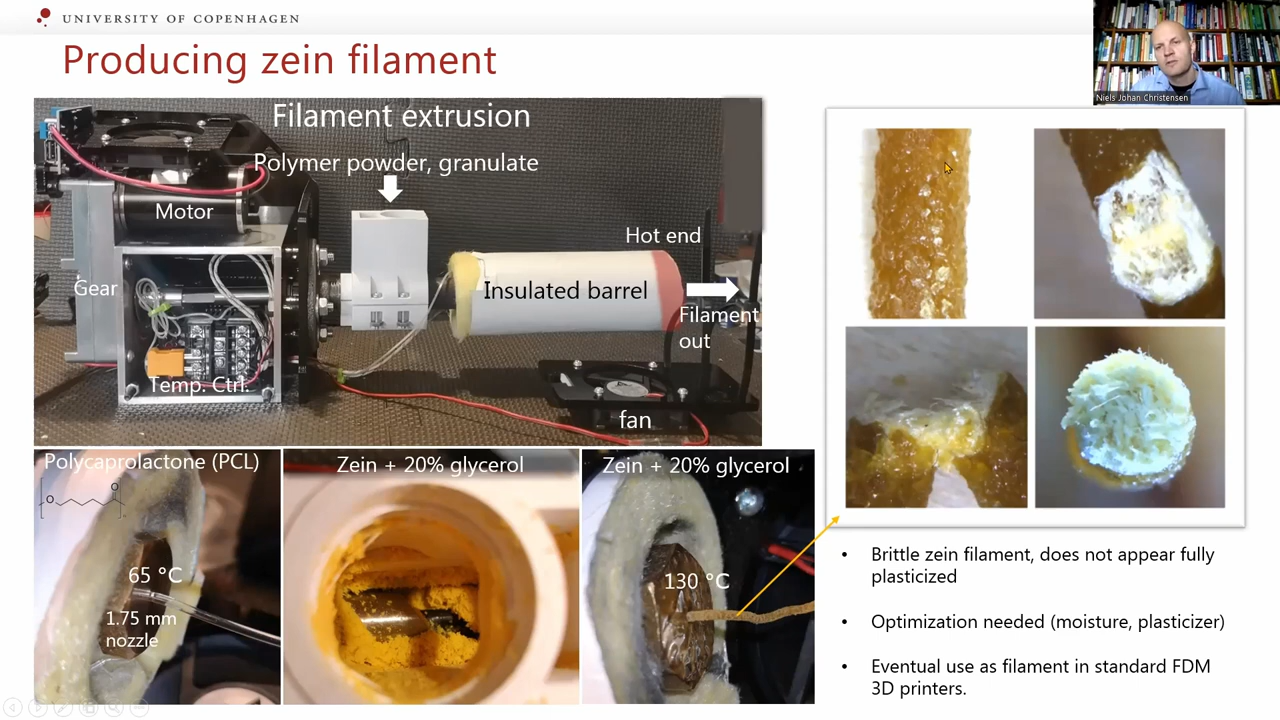 UNIVERSITY OF COPENHAGEN
Producing zein filament
Niels Johan Christensen
Filament extrusion
Polymer powder, granulate
Motor
Hot end
Gear
Insulated barrel
Filament
out
Temp. Ctrl.
fan
Polycaprolactone (PCL)
O
O
n
65 °C
1.75 mm
nozzle
Zein + 20% glycerol
Zein + 20% glycerol
130 °C
• Brittle zein filament, does not appear fully
plasticized
• Optimization needed (moisture, plasticizer)
• Eventual use as filament in standard FDM
3D printers.